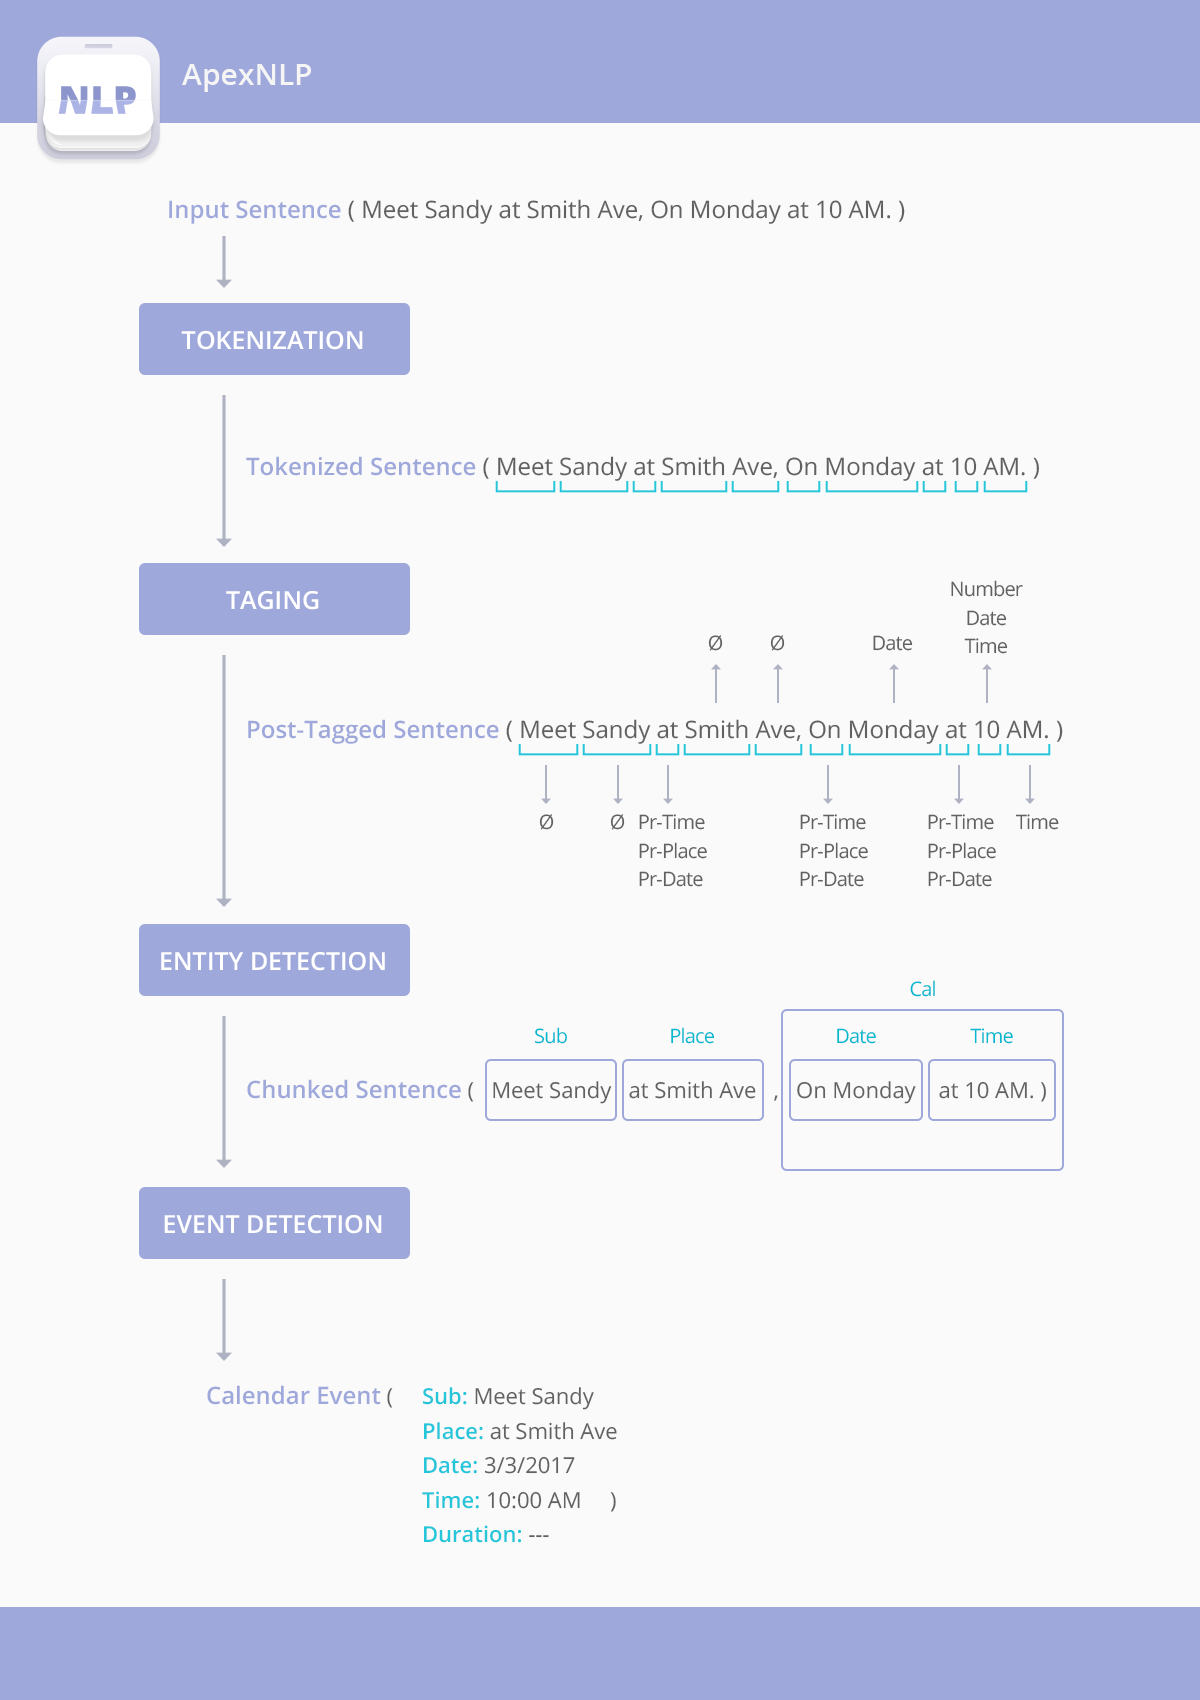 NLP
ApexNLP
Input Sentence ( Meet Sandy at Smith Ave, On Monday at 10 AM. )
TOKENIZATION
Tokenized Sentence ( Meet Sandy at Smith Ave, On Monday at 10 AM. )
TAGING
Number
Date
Ø Ø Date Time
Post-Tagged Sentence ( Meet Sandy at Smith Ave, On Monday at 10 AM. )
Ø Ø Pr-Time Pr-Time Pr-Time Time
Pr-Place Pr-Place Pr-Place
Pr-Date Pr-Date Pr-Date
ENTITY DETECTION
Cal
Sub Place Date Time
Chunked Sentence ( Meet Sandy at Smith Ave , On Monday at 10 AM. )
EVENT DETECTION
Calendar Event ( Sub: Meet Sandy
Place: at Smith Ave
Date: 3/3/2017
Time: 10:00 AM )
Duration: ---